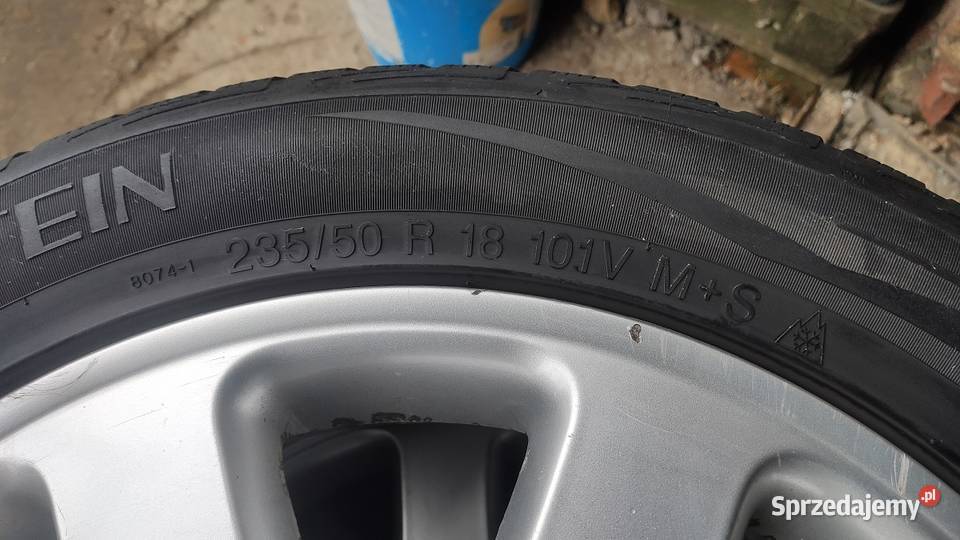 EIN
8074-1 235/50 R 18 101V M+S
Sprzedajemy.pl